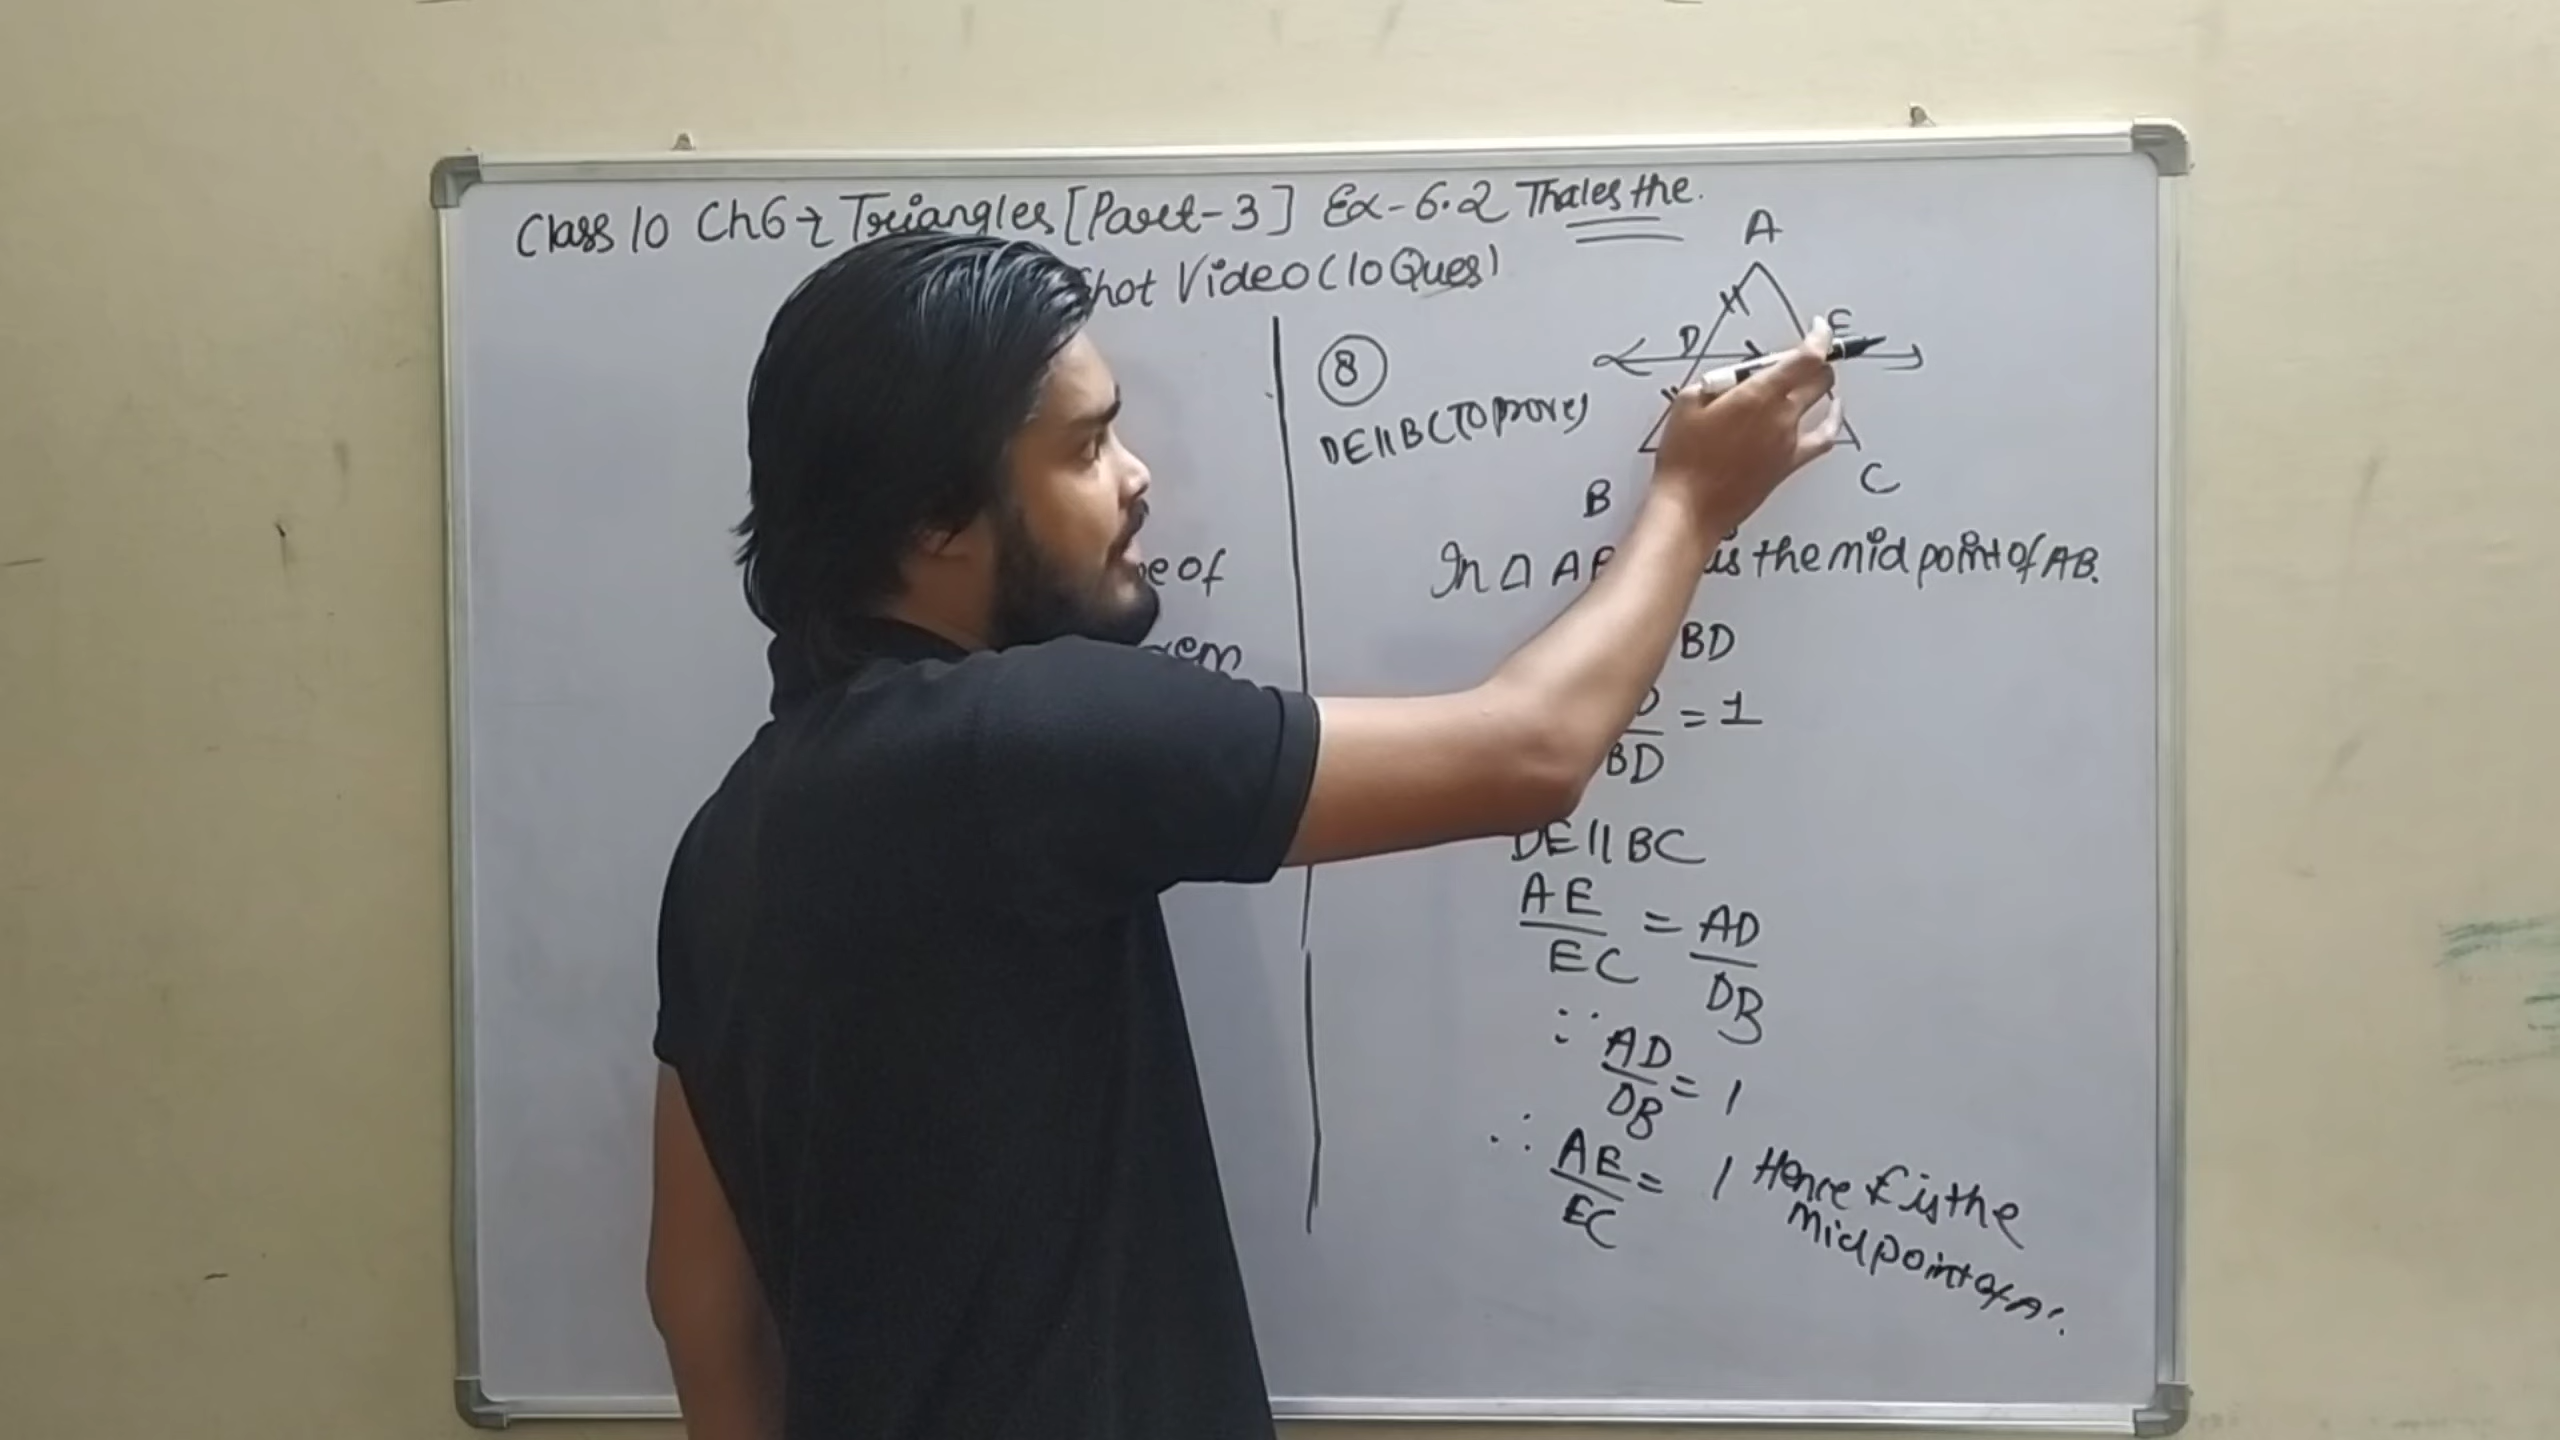 Class 10 Ch6 → Triangles [Part-3] Ex-6.2 Thales the.
Shot Video (10 Ques)
of
8
DE||BC (TO prove)
A
D
E
B
C
In △ is the mid point of AB.
BD
BD = 1
DE||BC
AE/EC = AD/DB
∵ AD/DB = 1
∴ AE/EC = 1 Hence E is the
Mid point of